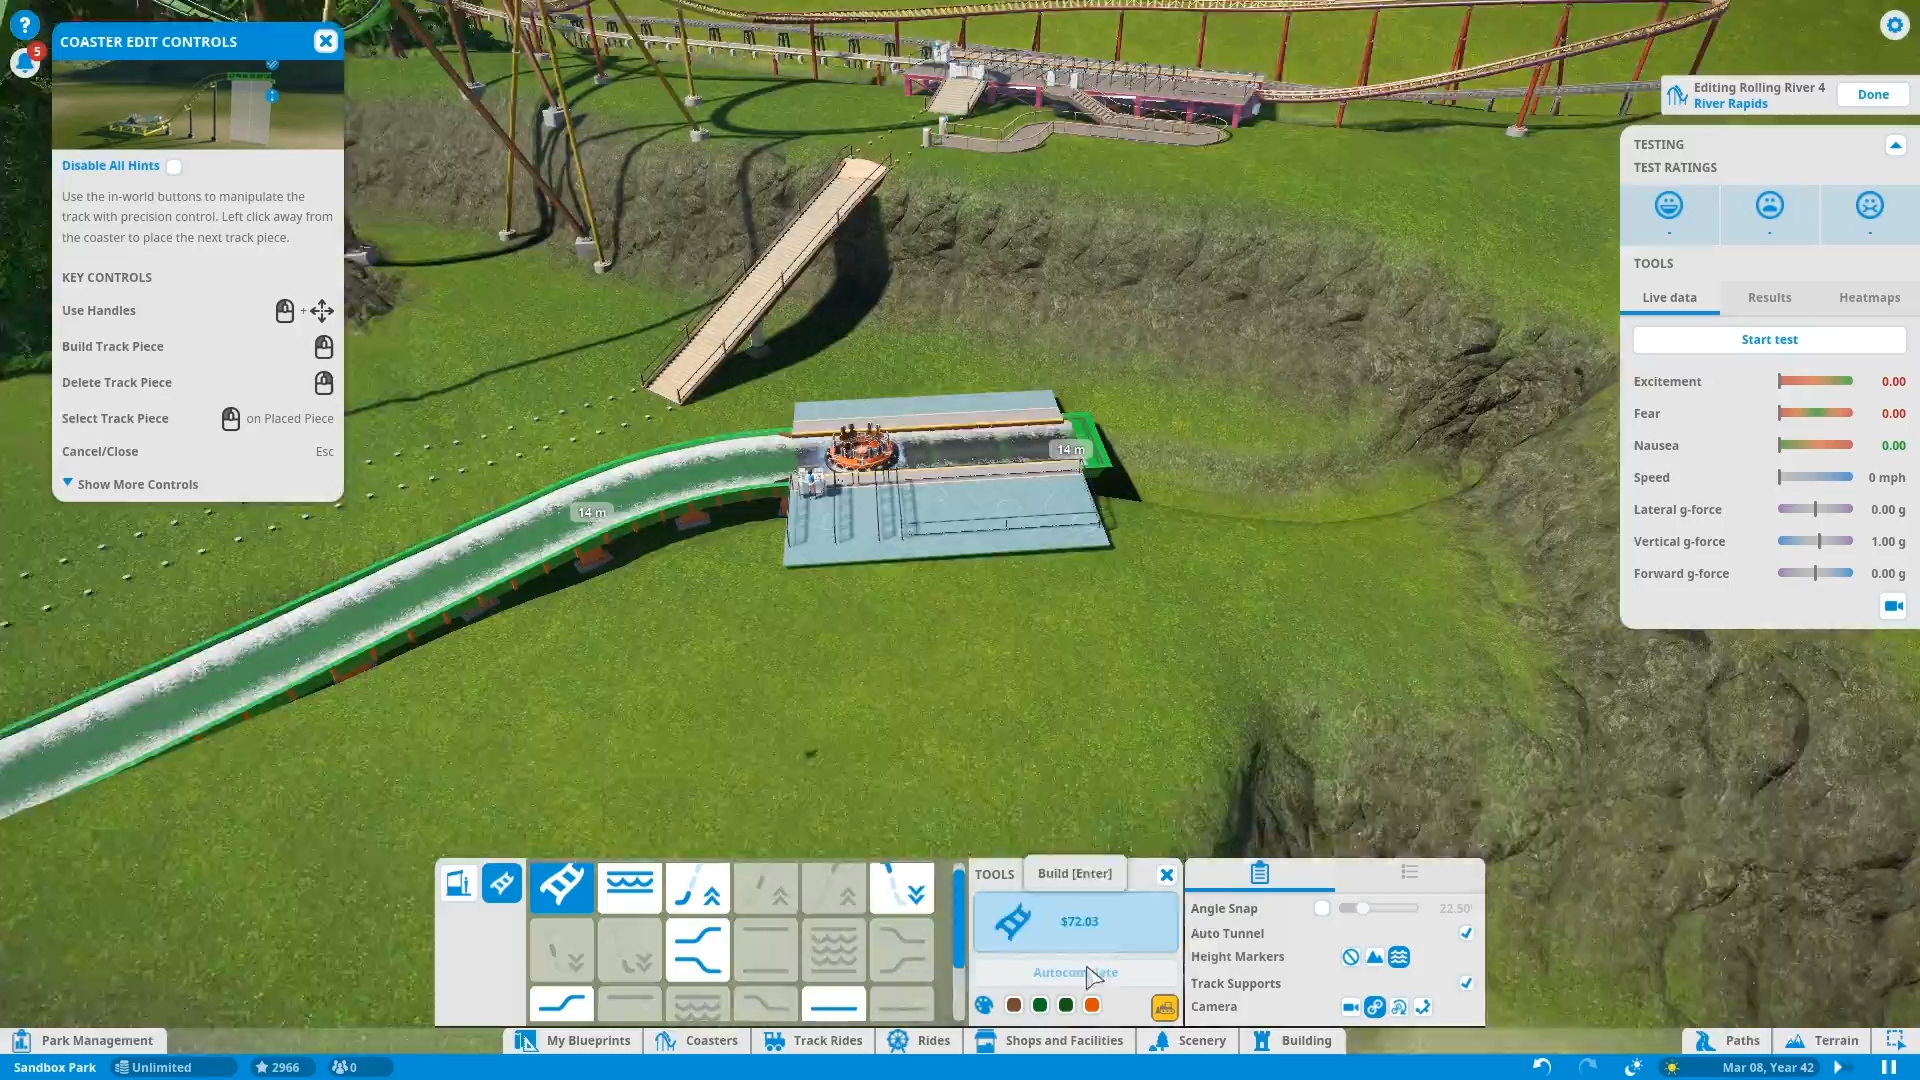 ?
5
COASTER EDIT CONTROLS
Disable All Hints
Use the in-world buttons to manipulate the
track with precision control. Left click away from
the coaster to place the next track piece.
KEY CONTROLS
Use Handles +
Build Track Piece
Delete Track Piece
Select Track Piece on Placed Piece
Cancel/Close Esc
Show More Controls
Editing Rolling River 4
River Rapids
Done
TESTING
TEST RATINGS
- - -
TOOLS
Live data Results Heatmaps
Start test
Excitement 0.00
Fear 0.00
Nausea 0.00
Speed 0 mph
Lateral g-force 0.00 g
Vertical g-force 1.00 g
Forward g-force 0.00 g
14 m
14 m
TOOLS
Build [Enter]
$72.03
Autocomplete
Angle Snap 22.50°
Auto Tunnel
Height Markers
Track Supports
Camera
Park Management
My Blueprints
Coasters
Track Rides
Rides
Shops and Facilities
Scenery
Building
Paths
Terrain
Sandbox Park
Unlimited
2966
0
Mar 08, Year 42